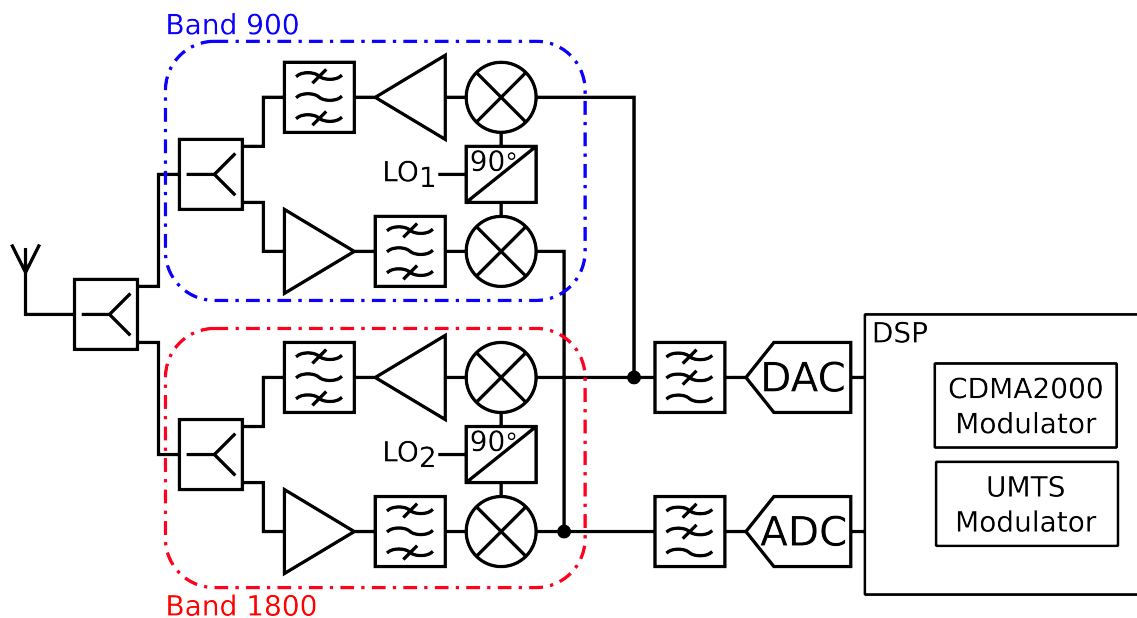 Band 900
90°
LO1
DSP
DAC
CDMA2000
Modulator
90°
LO2
UMTS
Modulator
ADC
Band 1800